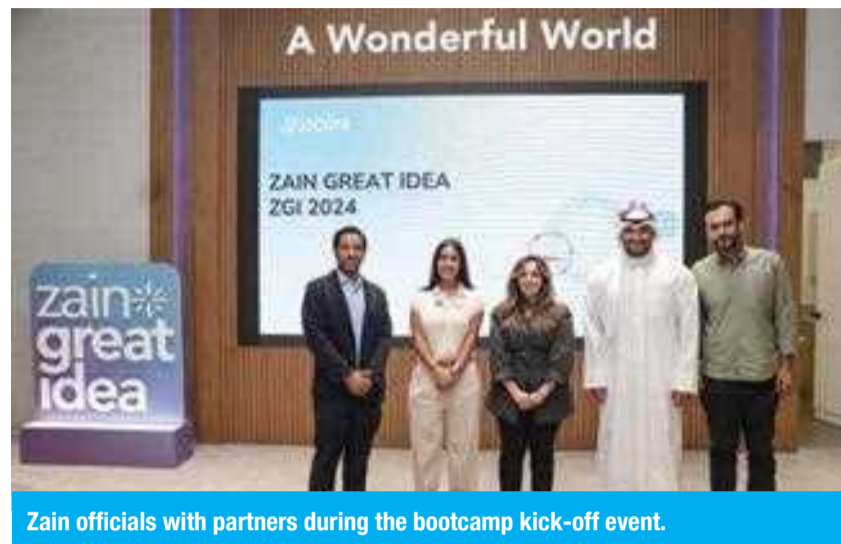 A Wonderful World
ZAIN GREAT IDEA
ZGI 2024
zain
great
idea
Zain officials with partners during the bootcamp kick-off event.